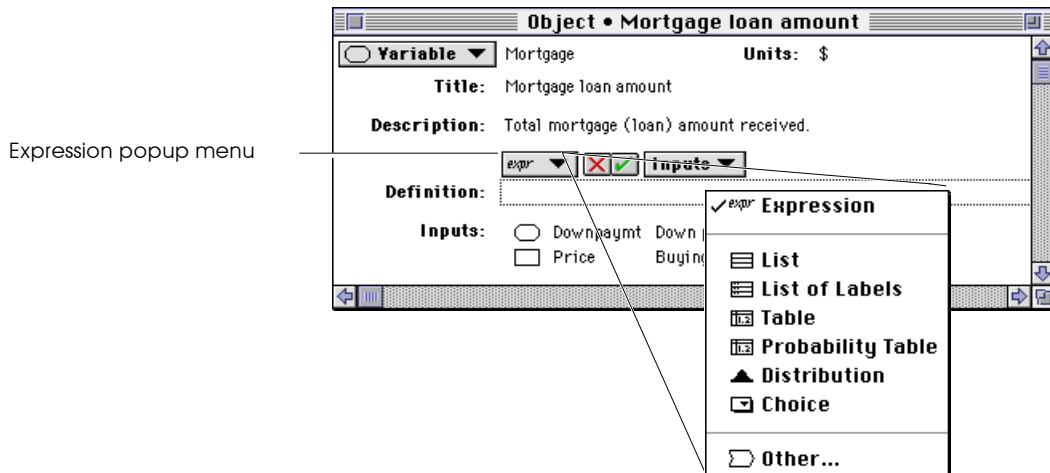 Object • Mortgage loan amount
Variable Mortgage Units: $
Title: Mortgage loan amount
Description: Total mortgage (loan) amount received.
Expression popup menu
expr Inputs
Definition:
Inputs: Downpaymt Down
Price Buying
expr Expression
List
List of Labels
Table
Probability Table
Distribution
Choice
Other...